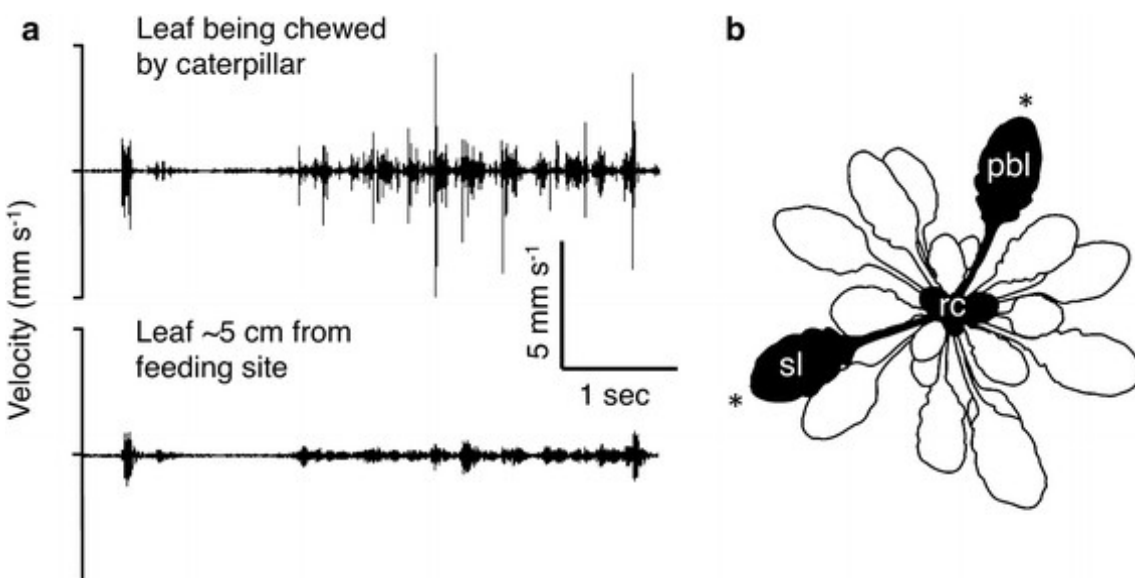 a
Leaf being chewed
by caterpillar
Velocity (mm s⁻¹)
5 mm s⁻¹
1 sec
Leaf ~5 cm from
feeding site
b
*
pbl
rc
sl
*